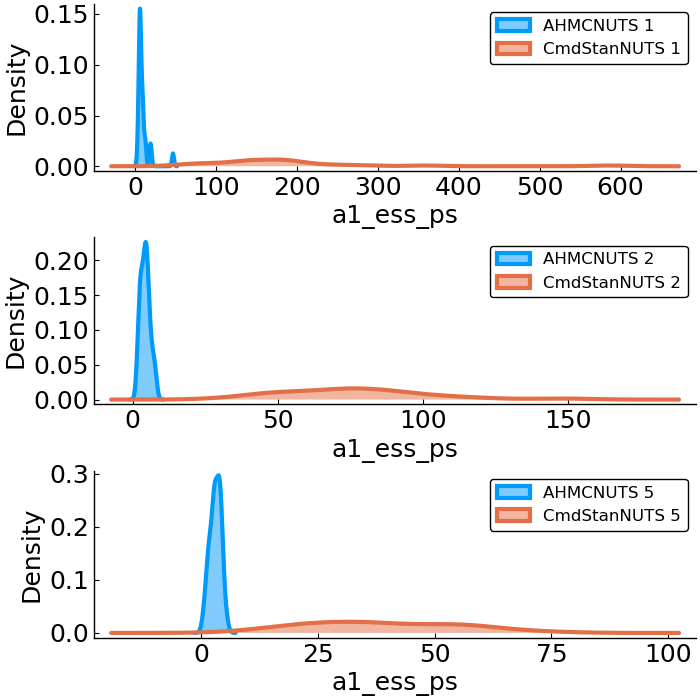 0.15
0.10
0.05
0.00
Density
AHMCNUTS 1
CmdStanNUTS 1
0 100 200 300 400 500 600
a1_ess_ps
0.20
0.15
0.10
0.05
0.00
Density
AHMCNUTS 2
CmdStanNUTS 2
0 50 100 150
a1_ess_ps
0.3
0.2
0.1
0.0
Density
AHMCNUTS 5
CmdStanNUTS 5
0 25 50 75 100
a1_ess_ps